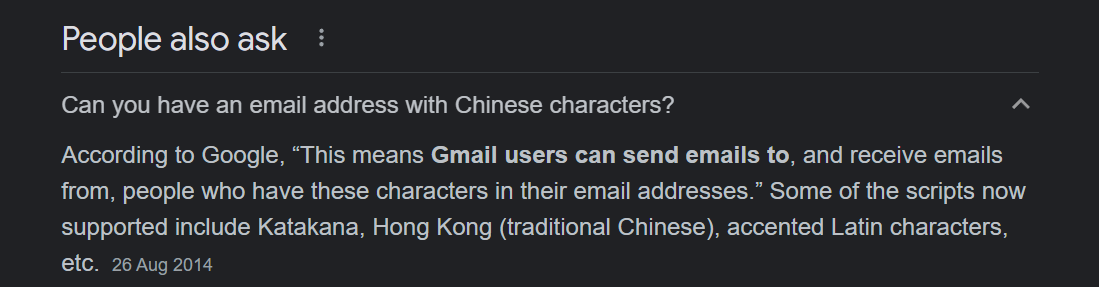 People also ask
Can you have an email address with Chinese characters?
According to Google, “This means Gmail users can send emails to, and receive emails
from, people who have these characters in their email addresses.” Some of the scripts now
supported include Katakana, Hong Kong (traditional Chinese), accented Latin characters,
etc. 26 Aug 2014